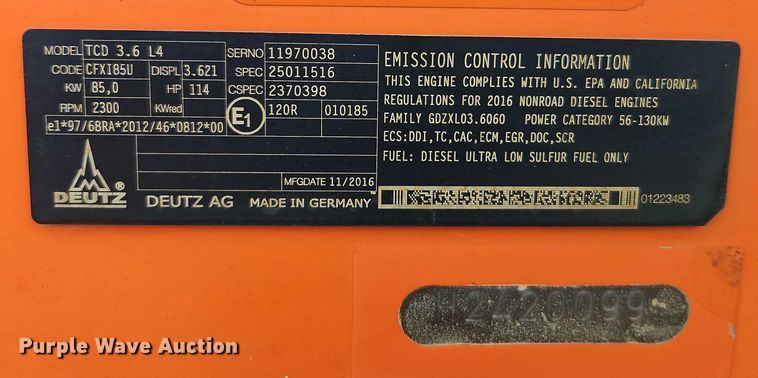 MODEL TCD 3.6 L4 SERNO 11970038
CODE CFXI85U DISPL 3.621 SPEC 25011516
KW 85,0 HP 114 CSPEC 2370398
RPM 2300 KWred E1 120R 010185
e1*97/68RA*2012/46*0812*00
DEUTZ ®
MFGDATE 11/2016
DEUTZ AG MADE IN GERMANY
EMISSION CONTROL INFORMATION
THIS ENGINE COMPLIES WITH U.S. EPA AND CALIFORNIA
REGULATIONS FOR 2016 NONROAD DIESEL ENGINES
FAMILY GDZXL03.6060 POWER CATEGORY 56-130KW
ECS:DDI,TC,CAC,ECM,EGR,DOC,SCR
FUEL: DIESEL ULTRA LOW SULFUR FUEL ONLY
01223483
H2420099
Purple Wave Auction